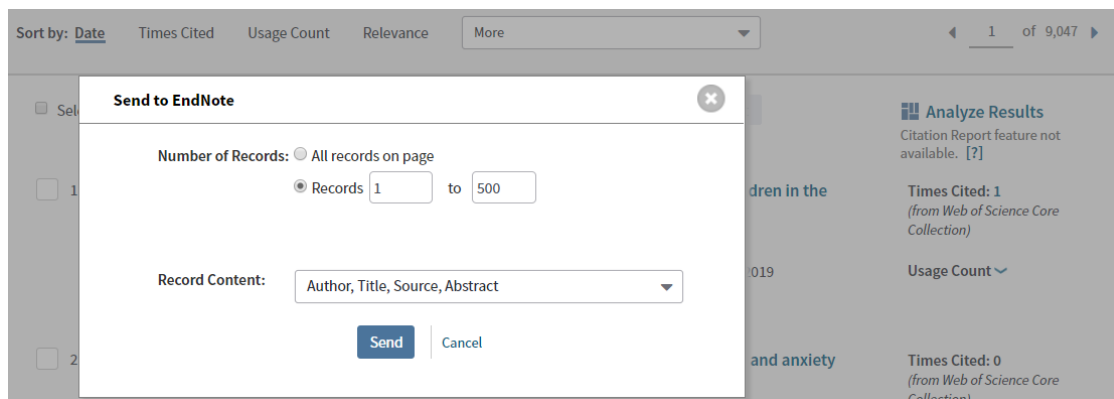 Sort by: Date Times Cited Usage Count Relevance More 1 of 9,047
Send to EndNote
Analyze Results
Citation Report feature not
available. [?]
Number of Records: All records on page
Records 1 to 500
1
dren in the
Times Cited: 1
(from Web of Science Core
Collection)
Record Content: Author, Title, Source, Abstract
019
Usage Count
Send Cancel
2
and anxiety
Times Cited: 0
(from Web of Science Core